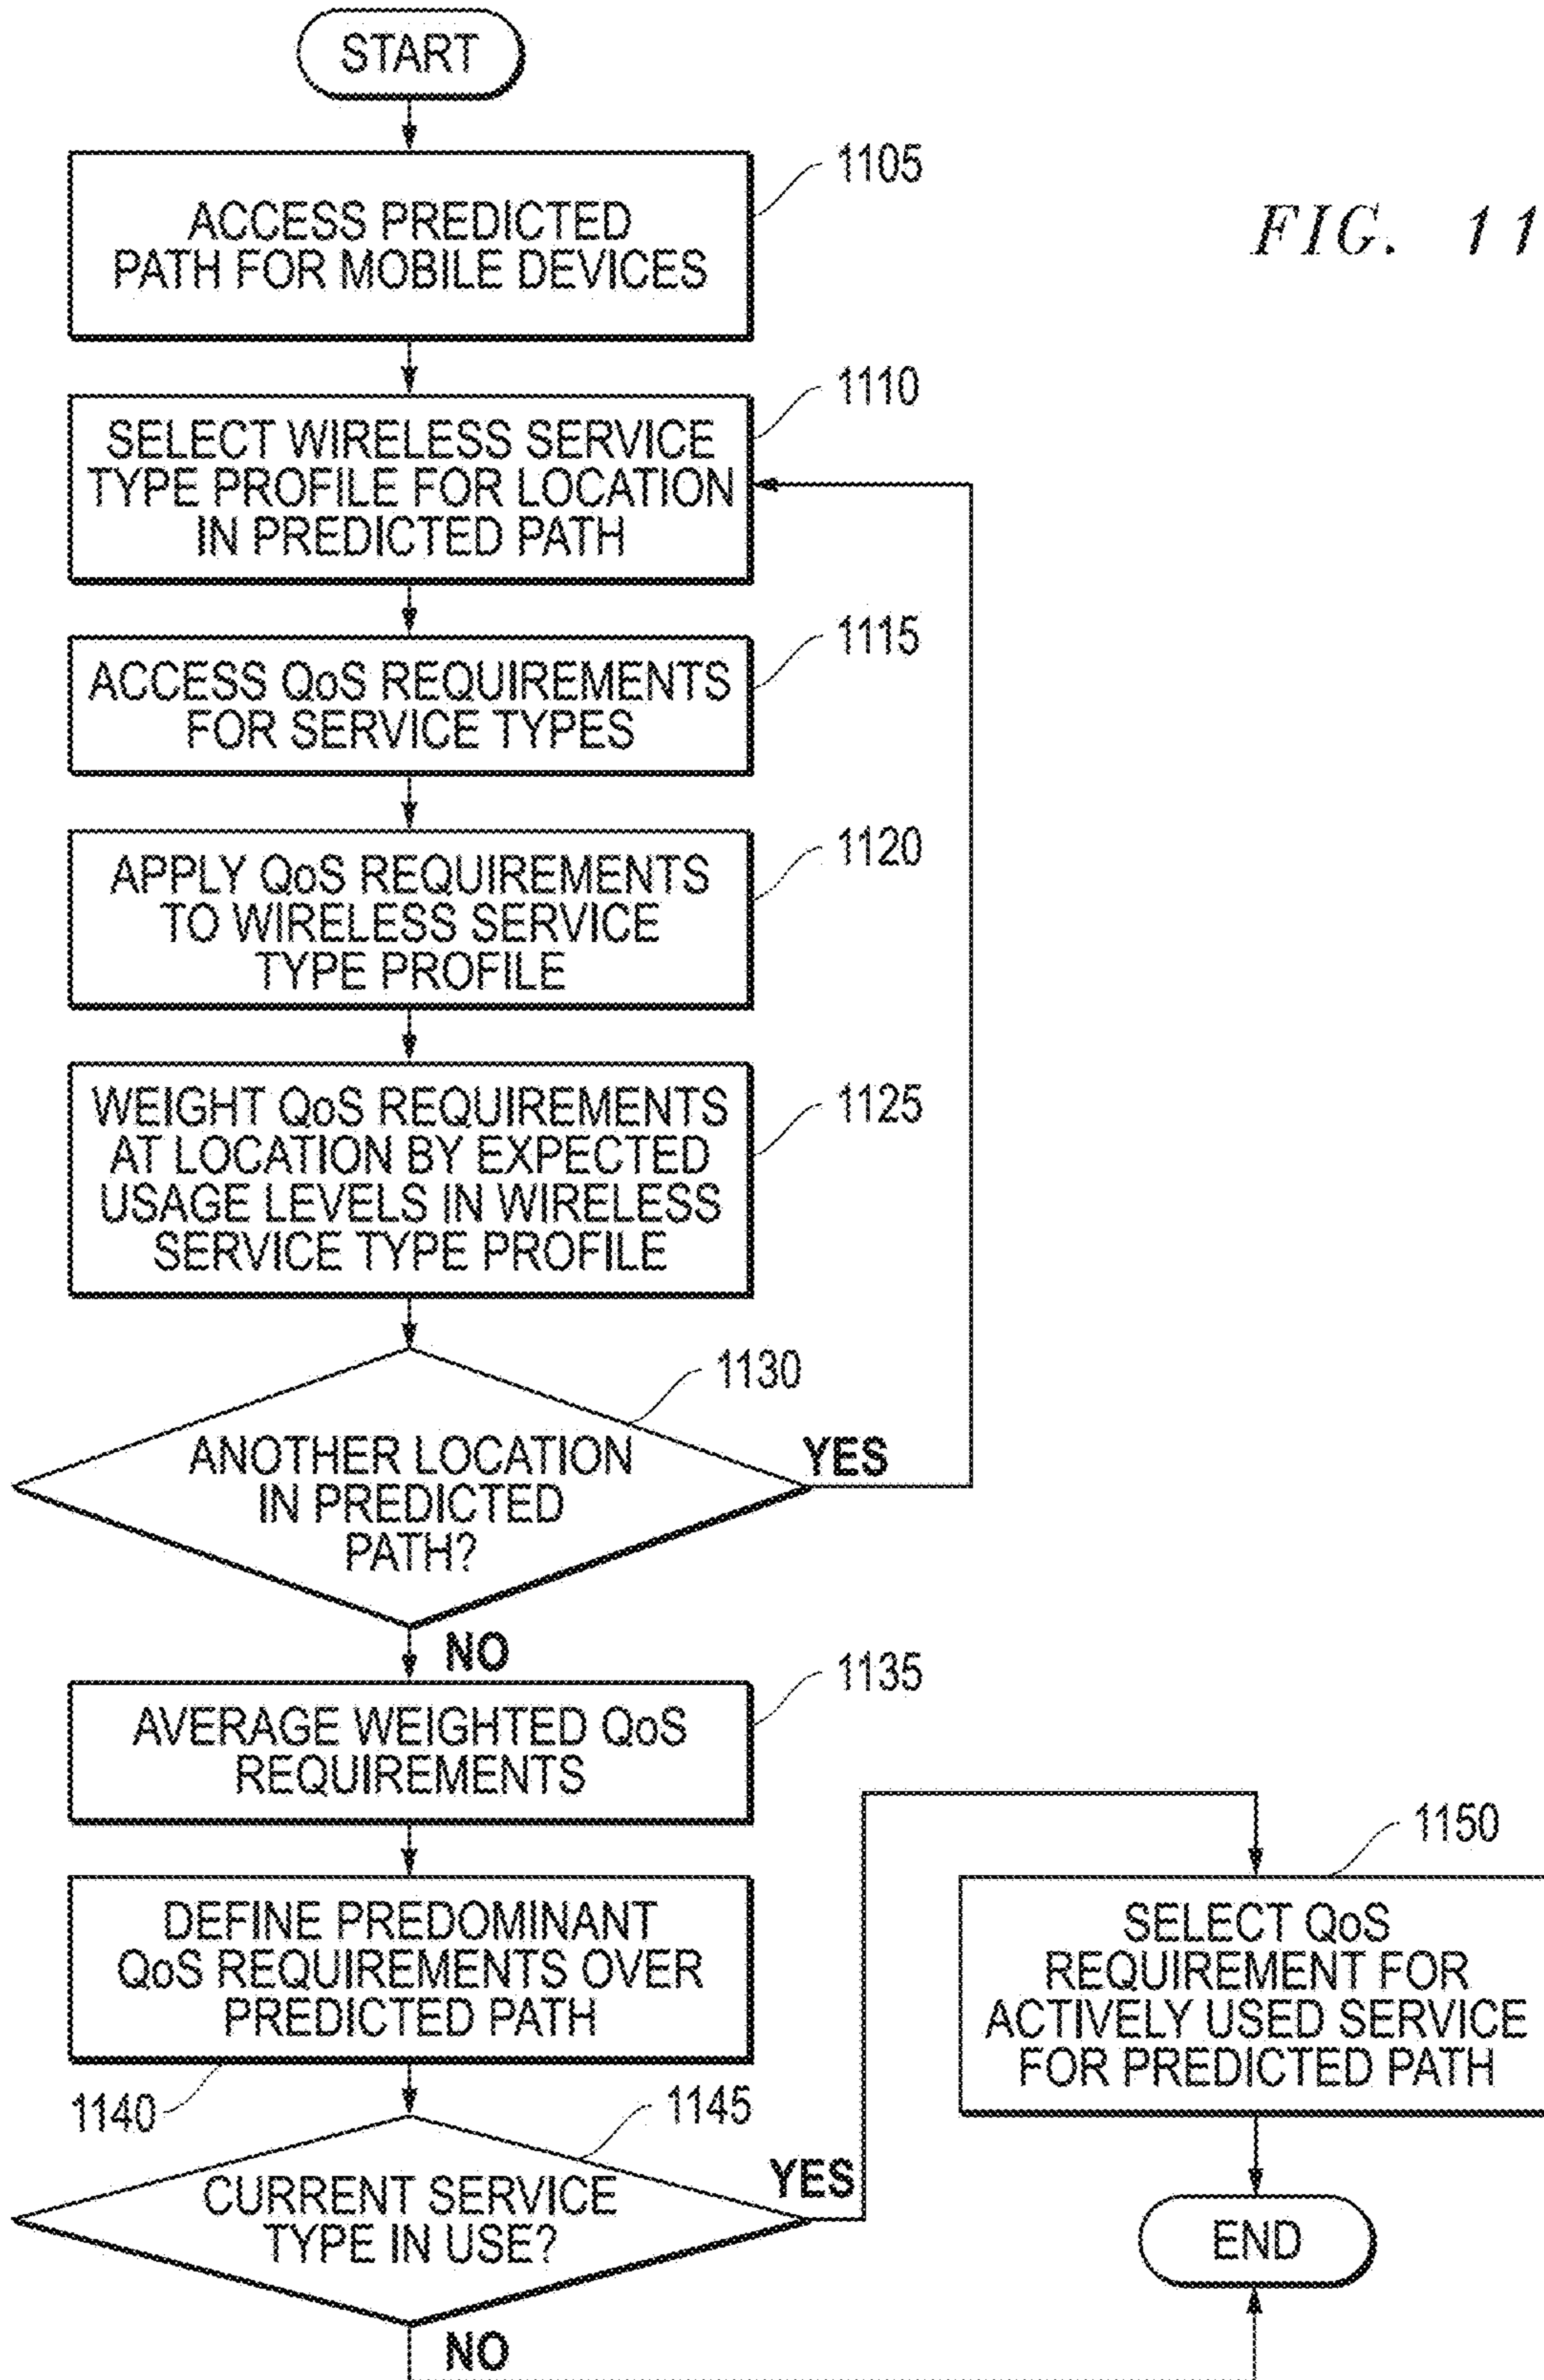 START
1105
FIG. 11
ACCESS PREDICTED
PATH FOR MOBILE DEVICES
1110
SELECT WIRELESS SERVICE
TYPE PROFILE FOR LOCATION
IN PREDICTED PATH
1115
ACCESS QoS REQUIREMENTS
FOR SERVICE TYPES
1120
APPLY QoS REQUIREMENTS
TO WIRELESS SERVICE
TYPE PROFILE
1125
WEIGHT QoS REQUIREMENTS
AT LOCATION BY EXPECTED
USAGE LEVELS IN WIRELESS
SERVICE TYPE PROFILE
1130
ANOTHER LOCATION
IN PREDICTED
PATH?
YES
NO
1135
AVERAGE WEIGHTED QoS
REQUIREMENTS
DEFINE PREDOMINANT
QoS REQUIREMENTS OVER
PREDICTED PATH
1140
1145
CURRENT SERVICE
TYPE IN USE?
YES
NO
1150
SELECT QoS
REQUIREMENT FOR
ACTIVELY USED SERVICE
FOR PREDICTED PATH
END